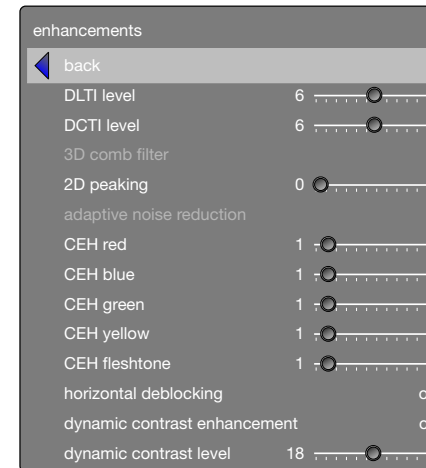 enhancements
back
DLTI level 6
DCTI level 6
3D comb filter
2D peaking 0
adaptive noise reduction
CEH red 1
CEH blue 1
CEH green 1
CEH yellow 1
CEH fleshtone 1
horizontal deblocking
dynamic contrast enhancement
dynamic contrast level 18